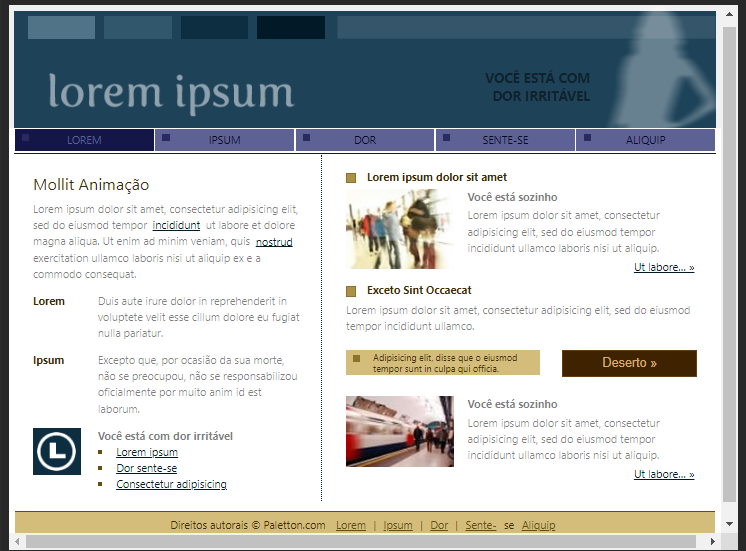 lorem ipsum
VOCÊ ESTÁ COM
DOR IRRITÁVEL
LOREM
IPSUM
DOR
SENTE-SE
ALIQUIP
Mollit Animação
Lorem ipsum dolor sit amet, consectetur adipisicing elit,
sed do eiusmod tempor incididunt ut labore et dolore
magna aliqua. Ut enim ad minim veniam, quis nostrud
exercitation ullamco laboris nisi ut aliquip ex e a
commodo consequat.
Lorem
Duis aute irure dolor in reprehenderit in
voluptete velit esse cillum dolore eu fugiat
nulla pariatur.
Ipsum
Excepto que, por ocasião da sua morte,
não se preocupou, não se responsabilizou
oficialmente por muito anim id est
laborum.
L
Você está com dor irritável
Lorem ipsum
Dor sente-se
Consectetur adipisicing
Lorem ipsum dolor sit amet
Você está sozinho
Lorem ipsum dolor sit amet, consectetur
adipisicing elit, sed do eiusmod tempor
incididunt ullamco laboris nisi ut aliquip.
Ut labore... »
Exceto Sint Occaecat
Lorem ipsum dolor sit amet, consectetur adipisicing elit, sed do eiusmod
tempor incididunt ullamco.
Adipisicing elit, disse que o eiusmod
tempor sunt in culpa qui officia.
Deserto »
Você está sozinho
Lorem ipsum dolor sit amet, consectetur
adipisicing elit, sed do eiusmod tempor
incididunt ullamco laboris nisi ut aliquip.
Ut labore... »
Direitos autorais © Paletton.com Lorem | Ipsum | Dor | Sente- se Aliquip